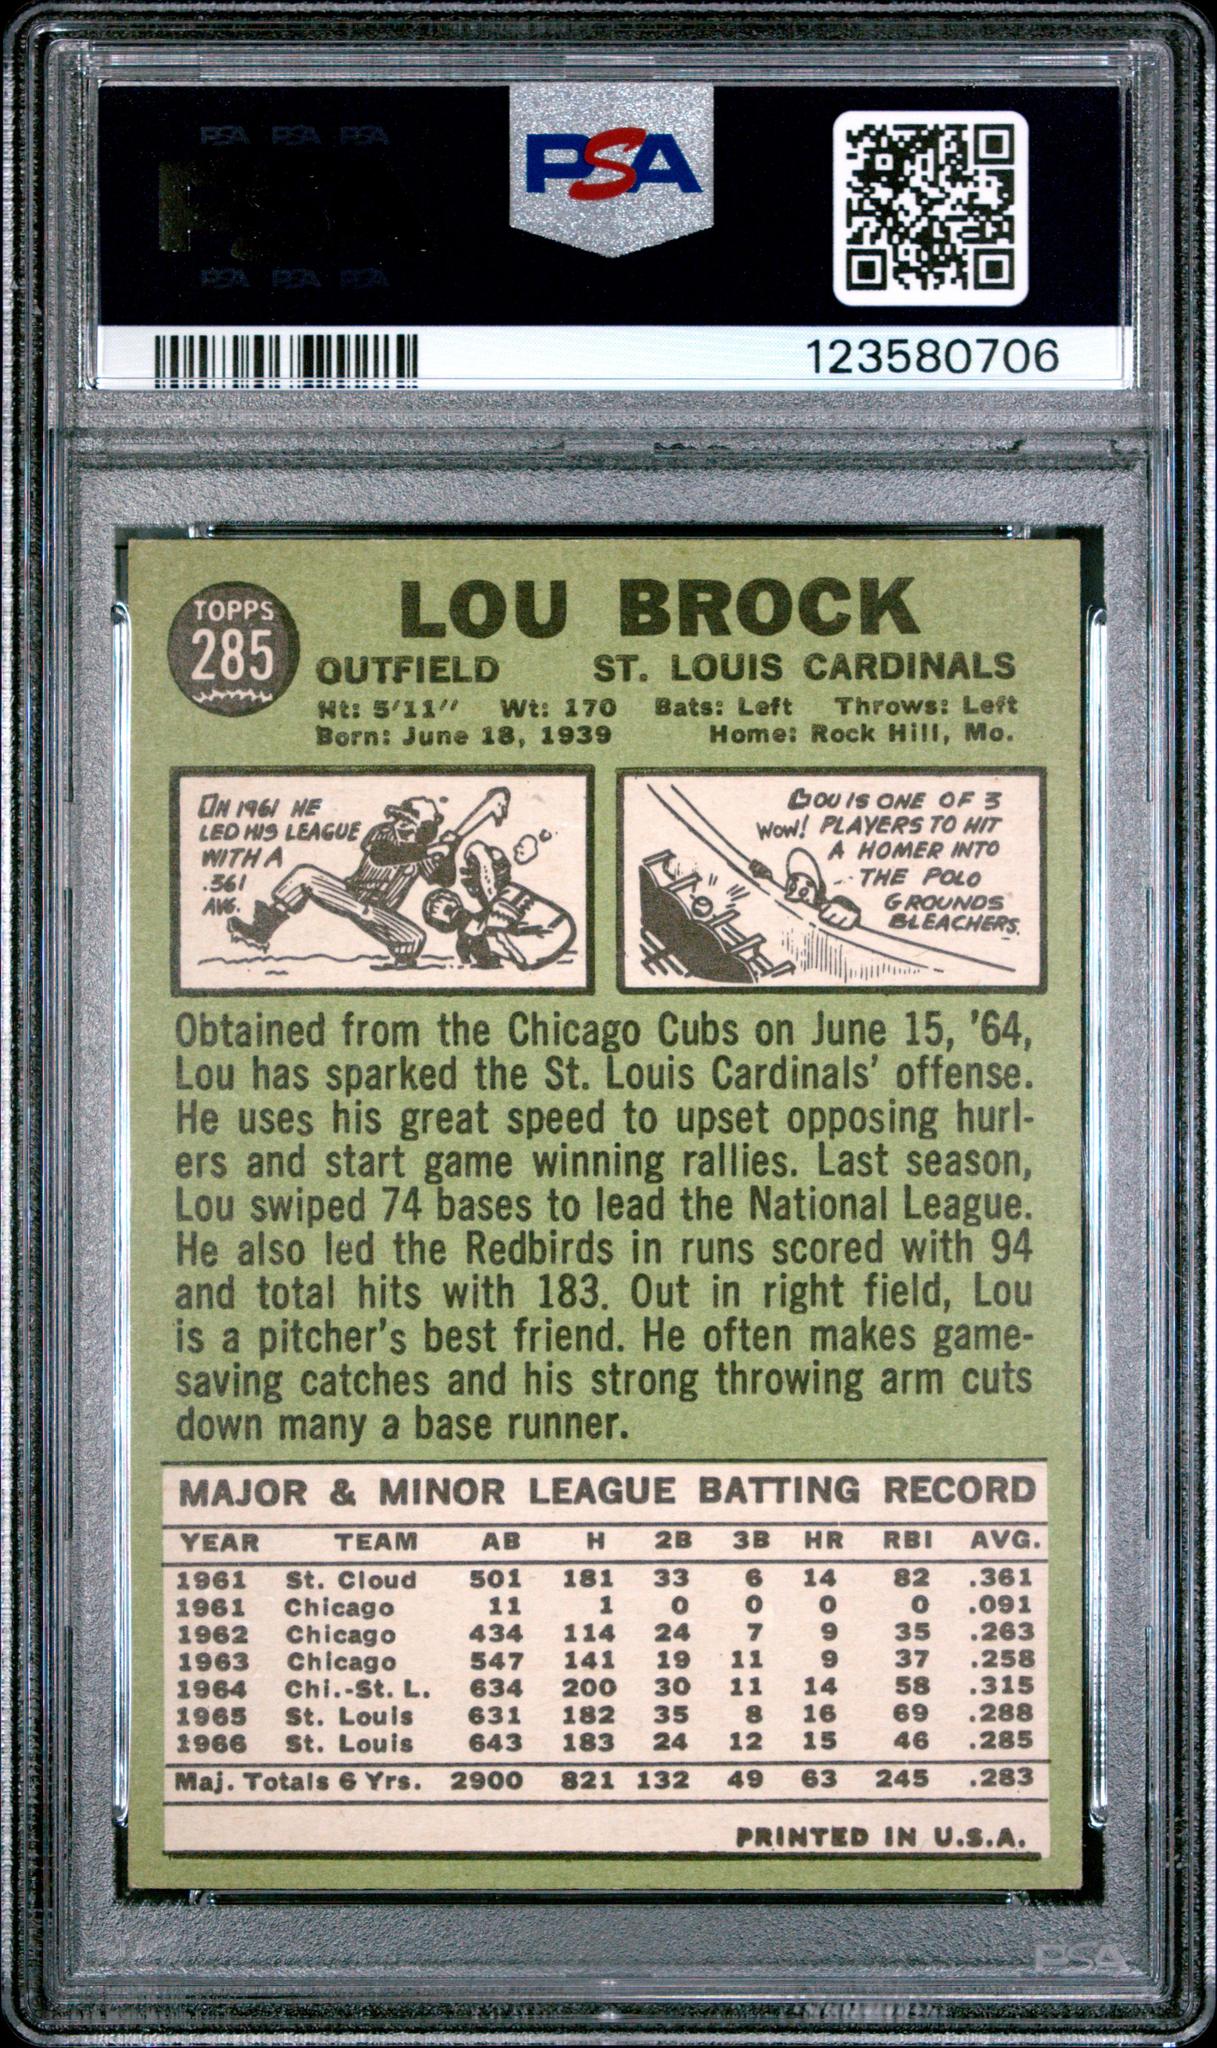 PSA PSA PSA
PSA
PSA
PSA PSA PSA
123580706
TOPPS
285
LOU BROCK
OUTFIELD ST. LOUIS CARDINALS
Ht: 5'11" Wt: 170 Bats: Left Throws: Left
Born: June 18, 1939 Home: Rock Hill, Mo.
IN 1961 HE
LED HIS LEAGUE
WITH A
.361
AVG.
LOU IS ONE OF 3
WOW! PLAYERS TO HIT
A HOMER INTO
THE POLO
GROUNDS
BLEACHERS.
Obtained from the Chicago Cubs on June 15, '64,
Lou has sparked the St. Louis Cardinals' offense.
He uses his great speed to upset opposing hurl-
ers and start game winning rallies. Last season,
Lou swiped 74 bases to lead the National League.
He also led the Redbirds in runs scored with 94
and total hits with 183. Out in right field, Lou
is a pitcher's best friend. He often makes game-
saving catches and his strong throwing arm cuts
down many a base runner.
MAJOR & MINOR LEAGUE BATTING RECORD
YEAR TEAM AB H 2B 3B HR RBI AVG.
1961 St. Cloud 501 181 33 6 14 82 .361
1961 Chicago 11 1 0 0 0 0 .091
1962 Chicago 434 114 24 7 9 35 .263
1963 Chicago 547 141 19 11 9 37 .258
1964 Chi.-St. L. 634 200 30 11 14 58 .315
1965 St. Louis 631 182 35 8 16 69 .288
1966 St. Louis 643 183 24 12 15 46 .285
Maj. Totals 6 Yrs. 2900 821 132 49 63 245 .283
PRINTED IN U.S.A.
PSA